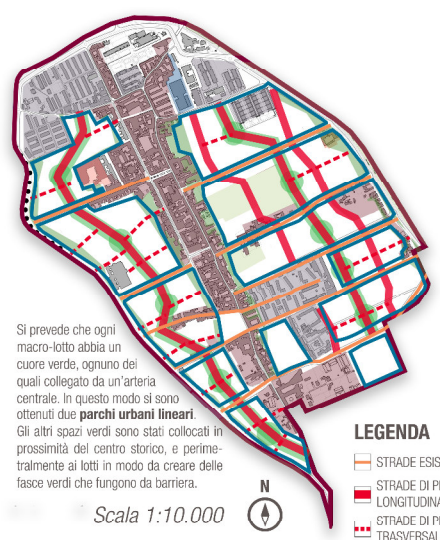 Si prevede che ogni
macro-lotto abbia un
cuore verde, ognuno dei
quali collegato da un'arteria
centrale. In questo modo si sono
ottenuti due parchi urbani lineari.
Gli altri spazi verdi sono stati collocati in
prossimità del centro storico, e perime-
tralmente ai lotti in modo da creare delle
fasce verdi che fungono da barriera.
Scala 1:10.000
N
LEGENDA
STRADE ESIS
STRADE DI P
LONGITUDINA
STRADE DI P
TRASVERSAL